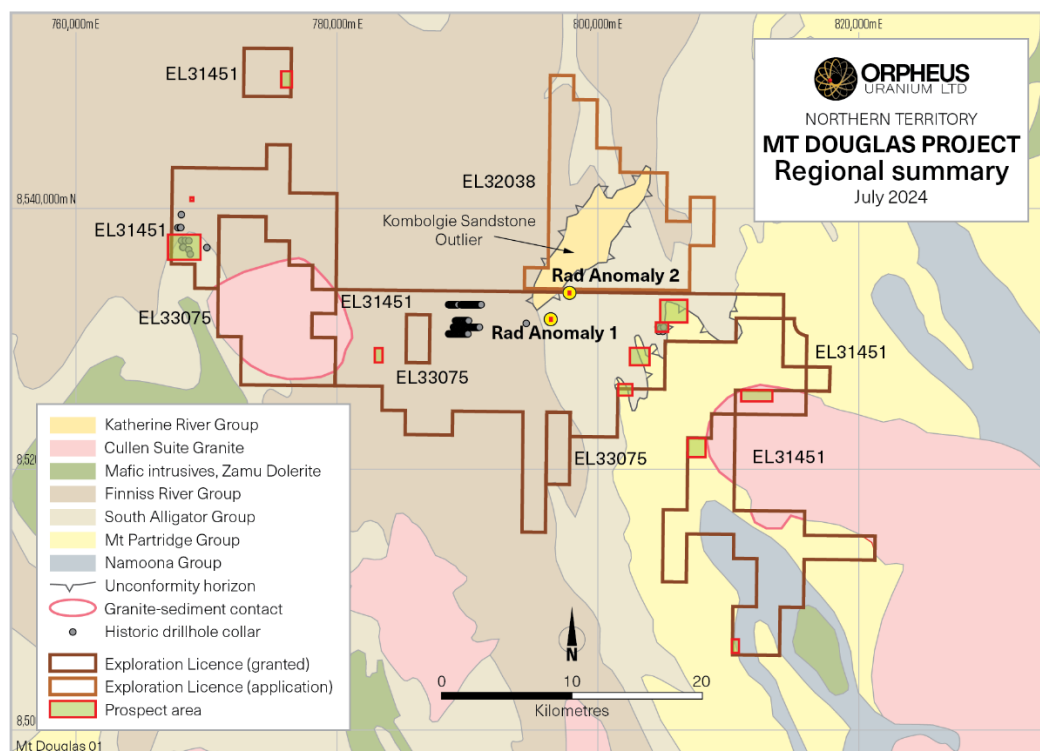 760,000mE
780,000mE
800,000mE
820,000mE
ORPHEUS
URANIUM LTD
NORTHERN TERRITORY
MT DOUGLAS PROJECT
Regional summary
July 2024
EL31451
EL32038
8,540,000m N
Kombolgie Sandstone
Outlier
EL31451
Rad Anomaly 2
EL33075
EL31451
Rad Anomaly 1
EL31451
EL33075
EL33075
EL31451
8,52
Katherine River Group
Cullen Suite Granite
Mafic intrusives, Zamu Dolerite
Finniss River Group
South Alligator Group
Mt Partridge Group
Namoona Group
Unconformity horizon
Granite-sediment contact
Historic drillhole collar
Exploration Licence (granted)
Exploration Licence (application)
Prospect area
N
0 10 20
Kilometres
8,50
Mt Douglas 01